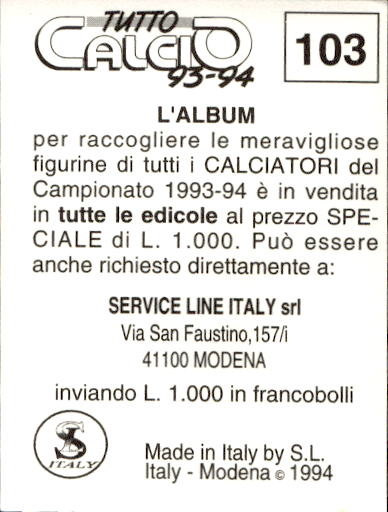 TUTTO
CALCIO
93-94
103
L'ALBUM
per raccogliere le meravigliose
figurine di tutti i CALCIATORI del
Campionato 1993-94 è in vendita
in tutte le edicole al prezzo SPE-
CIALE di L. 1.000. Può essere
anche richiesto direttamente a:
SERVICE LINE ITALY srl
Via San Faustino,157/i
41100 MODENA
inviando L. 1.000 in francobolli
SL
ITALY
Made in Italy by S.L.
Italy - Modena © 1994